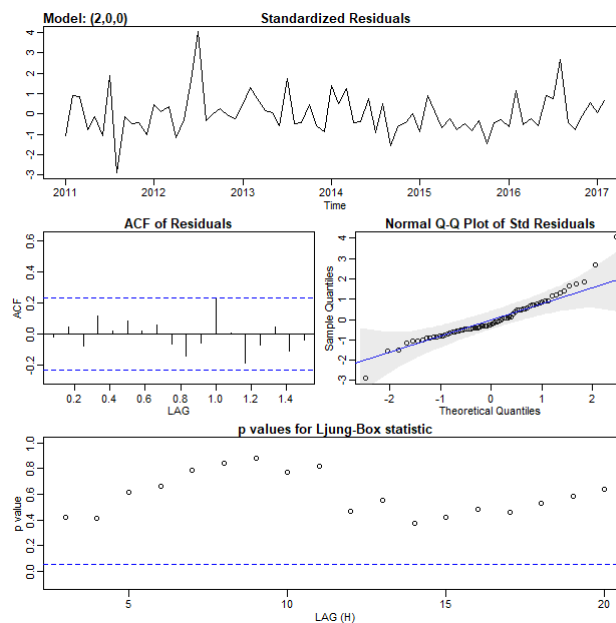 Model: (2,0,0) Standardized Residuals
4
3
2
1
0
-1
-2
-3
2011 2012 2013 2014 2015 2016 2017
Time
ACF of Residuals
ACF
0.6
0.4
0.2
0.0
-0.2
0.2 0.4 0.6 0.8 1.0 1.2 1.4
LAG
Normal Q-Q Plot of Std Residuals
Sample Quantiles
4
3
2
1
0
-1
-2
-3
-2 -1 0 1 2
Theoretical Quantiles
p values for Ljung-Box statistic
p value
1.0
0.8
0.6
0.4
0.2
0.0
5 10 15 20
LAG (H)